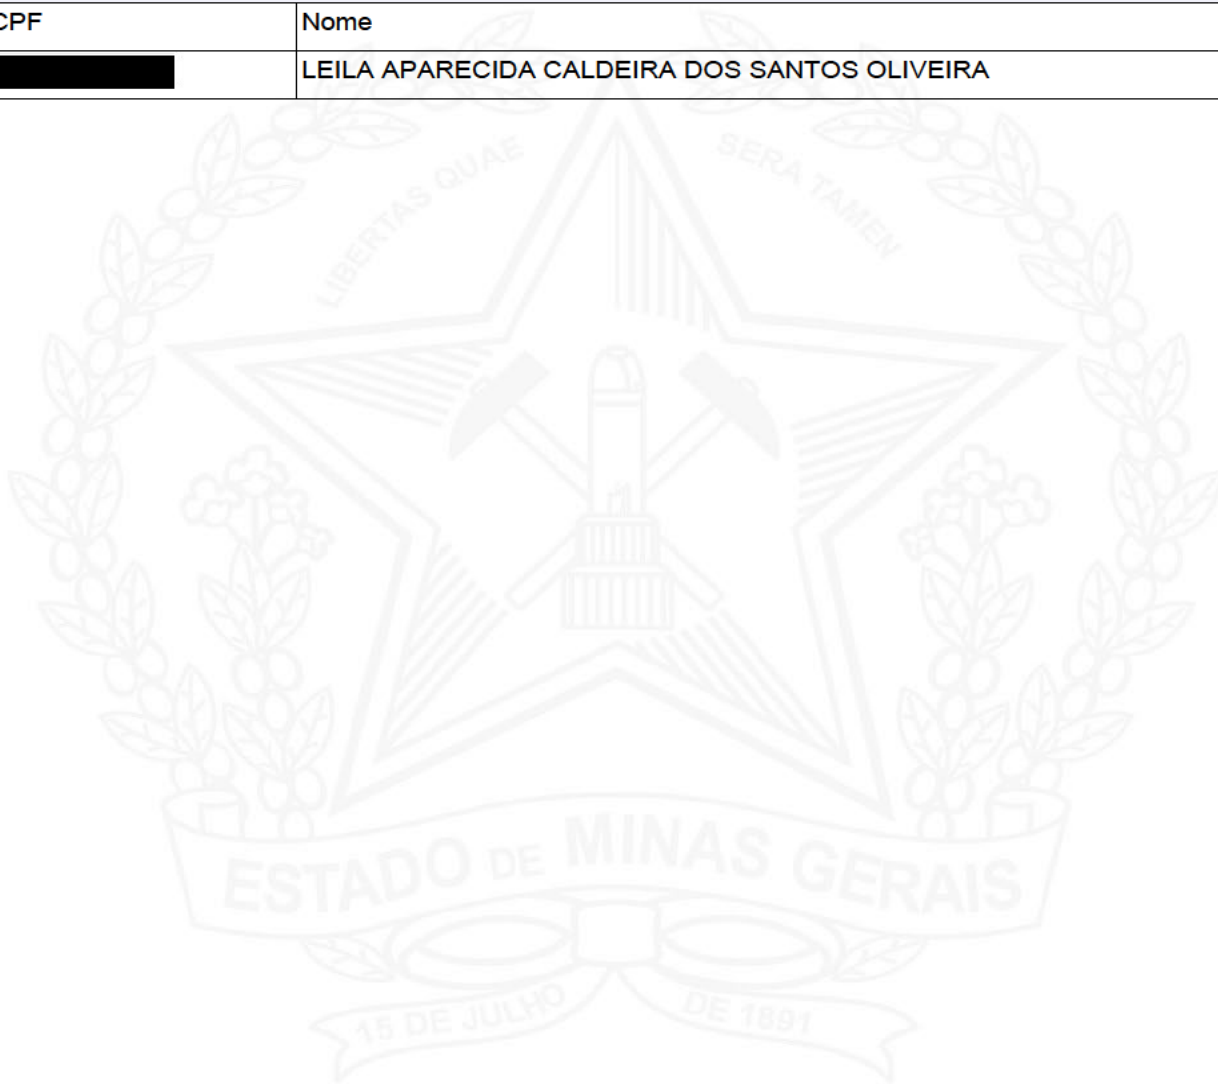 CPF Nome
LEILA APARECIDA CALDEIRA DOS SANTOS OLIVEIRA
LIBERTAS QUAE SERA TAMEN
ESTADO DE MINAS GERAIS
15 DE JULHO DE 1891